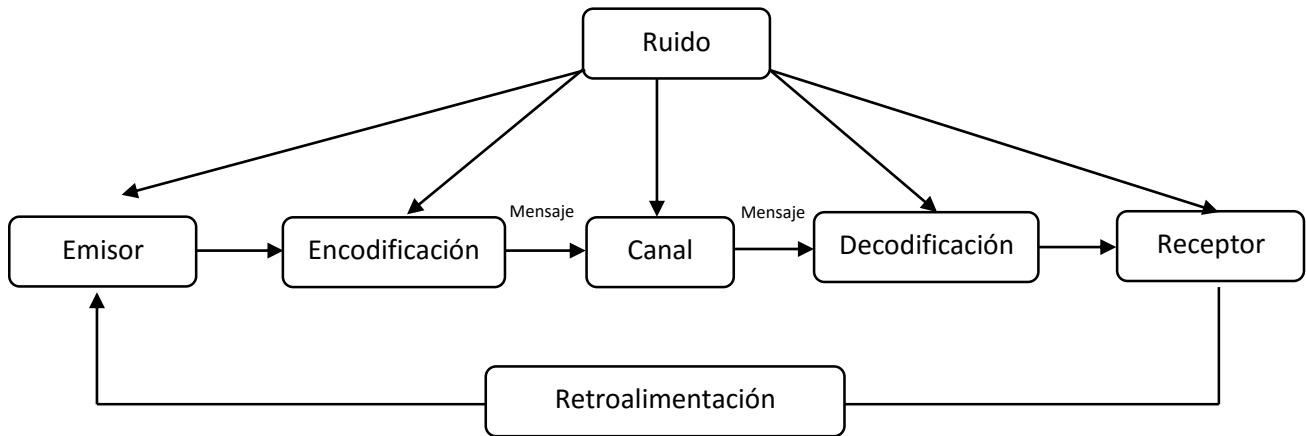 Ruido
Mensaje
Mensaje
Emisor
Encodificación
Canal
Decodificación
Receptor
Retroalimentación